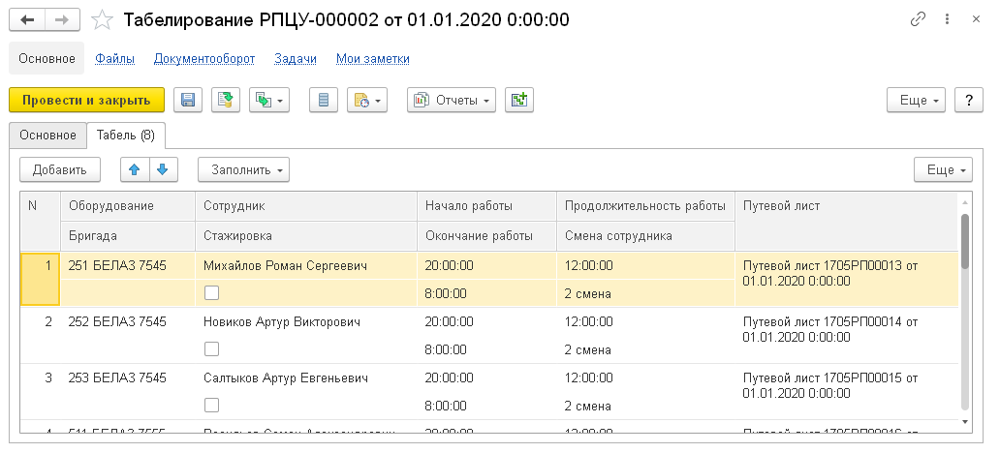 Табелирование РПЦУ-000002 от 01.01.2020 0:00:00
Основное Файлы Документооборот Задачи Мои заметки
Провести и закрыть Отчеты Еще ?
Основное Табель (8)
Добавить Заполнить Еще
N Оборудование Сотрудник Начало работы Продолжительность работы Путевой лист
Бригада Стажировка Окончание работы Смена сотрудника
1 251 БЕЛАЗ 7545 Михайлов Роман Сергеевич 20:00:00 12:00:00 Путевой лист 1705РП00013 от
01.01.2020 0:00:00
8:00:00 2 смена
2 252 БЕЛАЗ 7545 Новиков Артур Викторович 20:00:00 12:00:00 Путевой лист 1705РП00014 от
01.01.2020 0:00:00
8:00:00 2 смена
3 253 БЕЛАЗ 7545 Салтыков Артур Евгеньевич 20:00:00 12:00:00 Путевой лист 1705РП00015 от
01.01.2020 0:00:00
8:00:00 2 смена